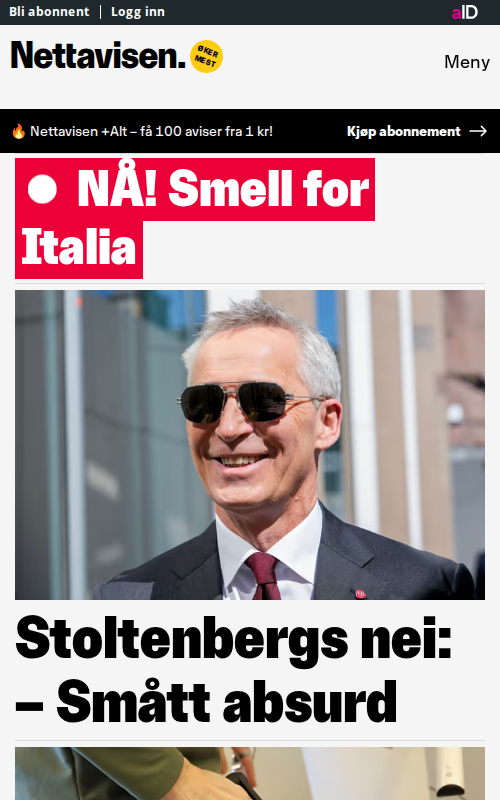 Bli abonnent
Logg inn
aID
Nettavisen.
ØKER
MEST
Meny
🔥 Nettavisen +Alt – få 100 aviser fra 1 kr!
Kjøp abonnement →
NÅ! Smell for
Italia
Stoltenbergs nei:
– Smått absurd